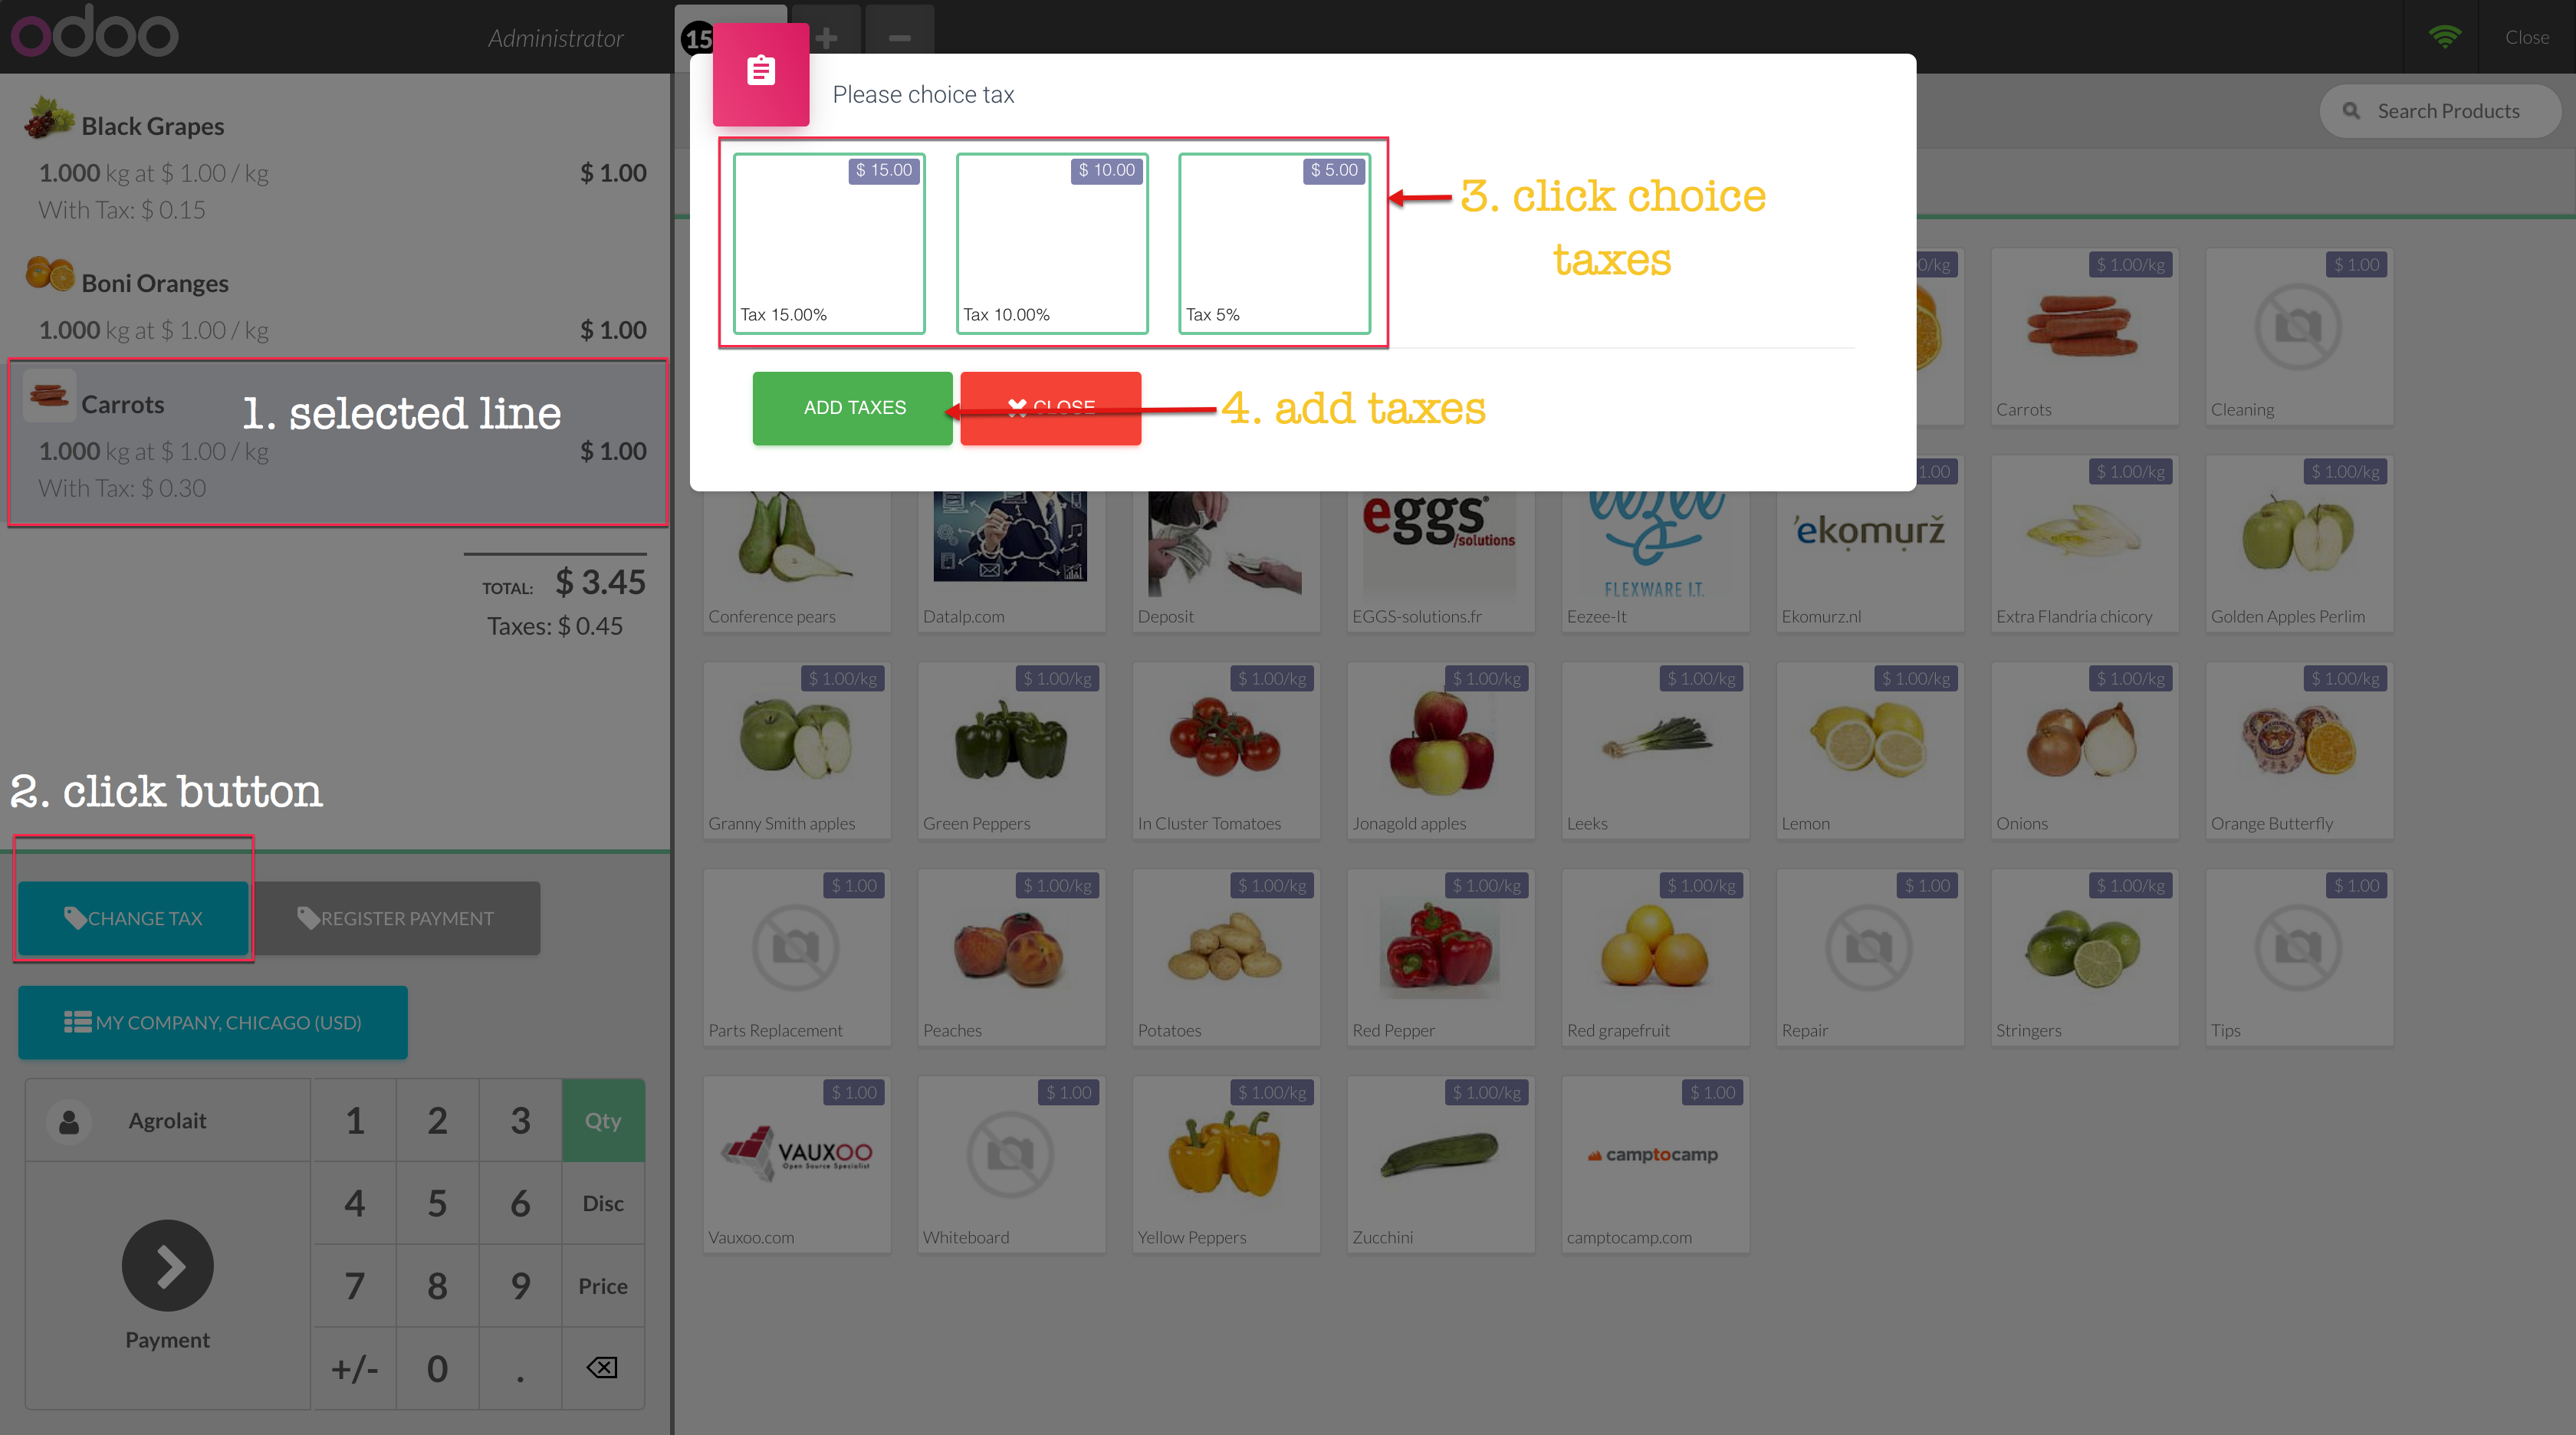 odoo
Administrator
15
+
−
Close
Please choice tax
Search Products
$ 15.00
$ 10.00
$ 5.00
Tax 15.00%
Tax 10.00%
Tax 5%
3. click choice
taxes
ADD TAXES
CLOSE
4. add taxes
Black Grapes
1.000 kg at $ 1.00 / kg
$ 1.00
With Tax: $ 0.15
Boni Oranges
1.000 kg at $ 1.00 / kg
$ 1.00
Carrots
1. selected line
1.000 kg at $ 1.00 / kg
$ 1.00
With Tax: $ 0.30
TOTAL: $ 3.45
Taxes: $ 0.45
2. click button
CHANGE TAX
REGISTER PAYMENT
MY COMPANY, CHICAGO (USD)
Agrolait
1 2 3 Qty
4 5 6 Disc
7 8 9 Price
+/- 0 .
Payment
0/kg
$ 1.00/kg
$ 1.00
Carrots
Cleaning
1.00
$ 1.00/kg
$ 1.00/kg
eggs
/solutions
FLEXWARE I.T.
'ekomurž
Conference pears
Datalp.com
Deposit
EGGS-solutions.fr
Eezee-It
Ekomurz.nl
Extra Flandria chicory
Golden Apples Perlim
$ 1.00/kg
$ 1.00/kg
$ 1.00/kg
$ 1.00/kg
$ 1.00/kg
$ 1.00/kg
$ 1.00/kg
$ 1.00/kg
Granny Smith apples
Green Peppers
In Cluster Tomatoes
Jonagold apples
Leeks
Lemon
Onions
Orange Butterfly
$ 1.00
$ 1.00/kg
$ 1.00/kg
$ 1.00/kg
$ 1.00/kg
$ 1.00
$ 1.00/kg
$ 1.00
Parts Replacement
Peaches
Potatoes
Red Pepper
Red grapefruit
Repair
Stringers
Tips
$ 1.00
$ 1.00
$ 1.00/kg
$ 1.00/kg
$ 1.00
VAUXOO
Open Source Specialist
camptocamp
Vauxoo.com
Whiteboard
Yellow Peppers
Zucchini
camptocamp.com